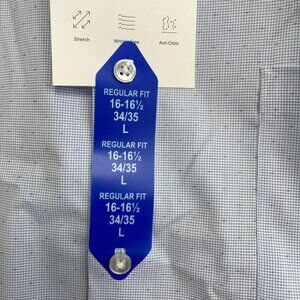 Stretch
Wrinkle Free
Anti-Odor
REGULAR FIT
16-16½
34/35
L
REGULAR FIT
16-16½
34/35
L
REGULAR FIT
16-16½
34/35
L